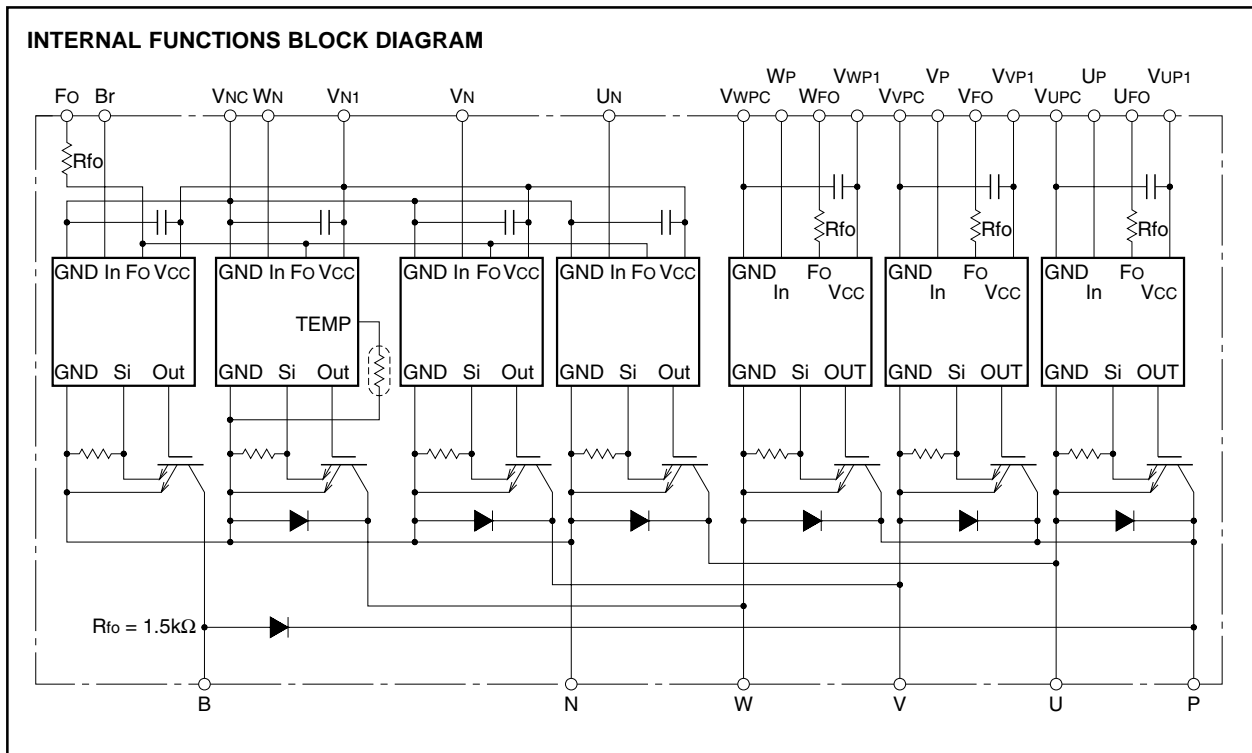 INTERNAL FUNCTIONS BLOCK DIAGRAM
WP VWP1 VP VVP1 UP VUP1
FO Br VNC WN VN1 VN UN VWPC WFO VVPC VFO VUPC UFO
Rfo
Rfo Rfo Rfo
GND In FO VCC GND In FO VCC GND In FO VCC GND In FO VCC GND FO GND FO GND FO
In VCC In VCC In VCC
TEMP
GND Si Out GND Si Out GND Si Out GND Si Out GND Si OUT GND Si OUT GND Si OUT
Rfo = 1.5kΩ
B N W V U P